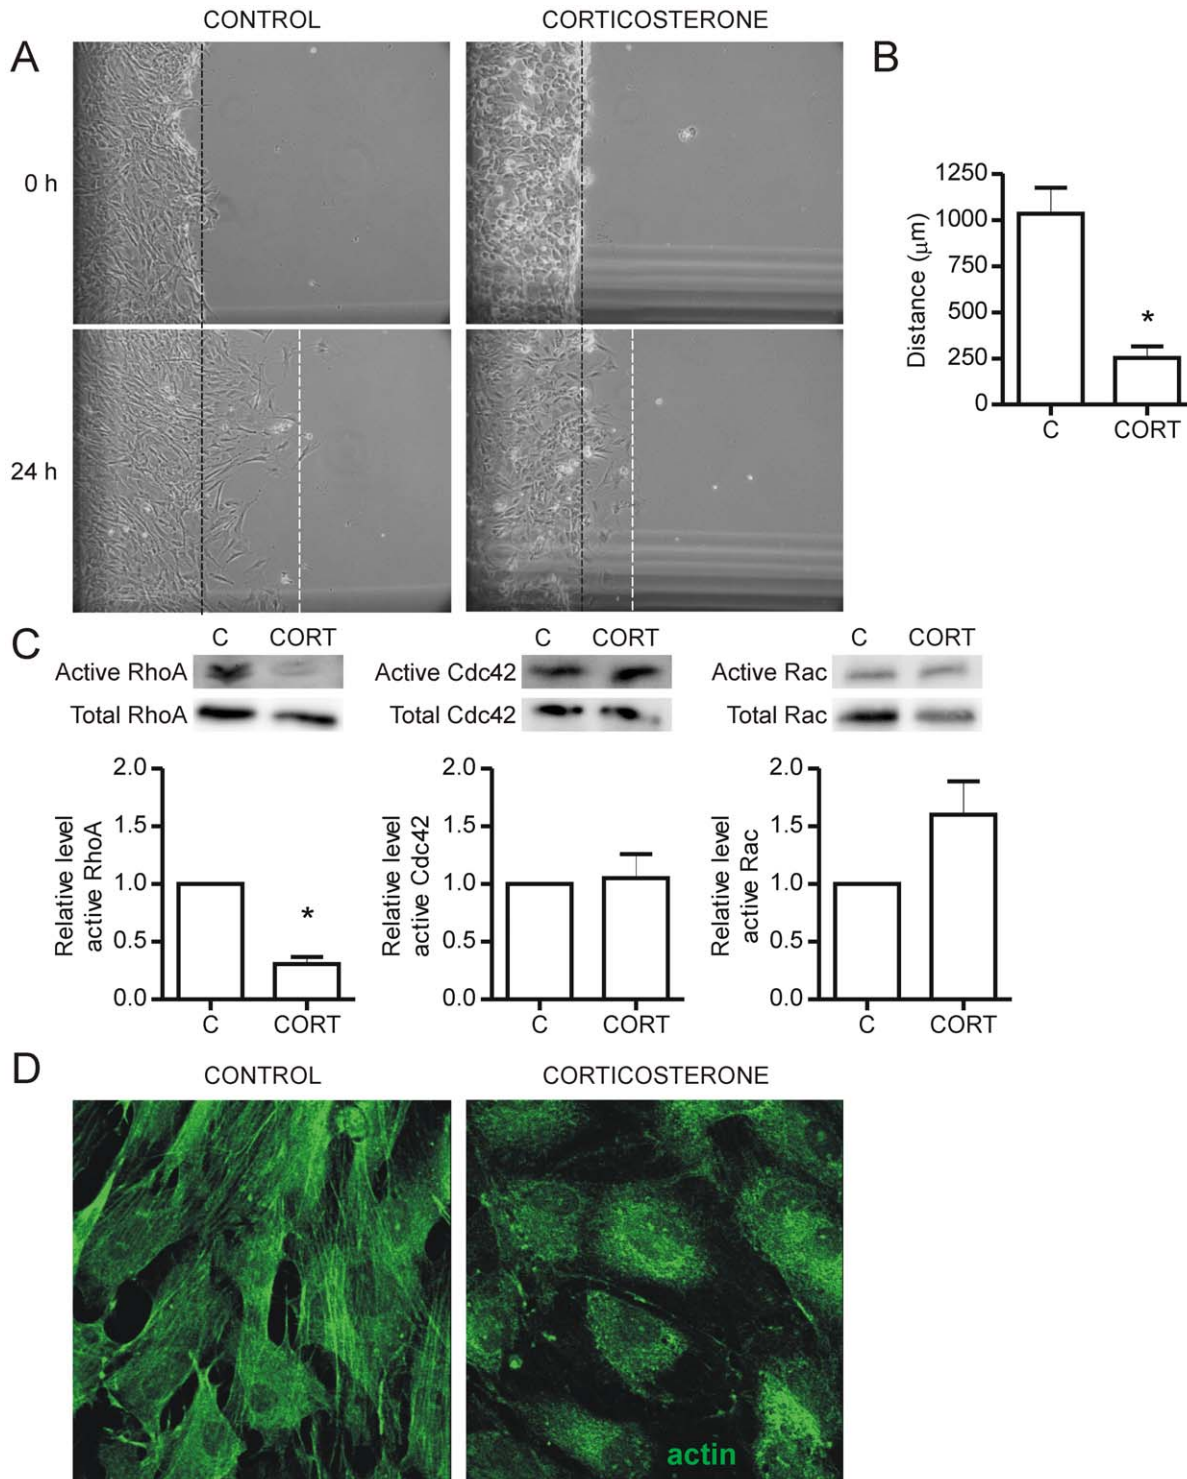 CONTROL CORTICOSTERONE
A
B
0 h
24 h
Distance (μm)
1250
1000
750
500
250
0
*
C CORT
C
C CORT
Active RhoA
Total RhoA
C CORT
Active Cdc42
Total Cdc42
C CORT
Active Rac
Total Rac
Relative level
active RhoA
2.0
1.5
1.0
0.5
0.0
*
C CORT
Relative level
active Cdc42
2.0
1.5
1.0
0.5
0.0
C CORT
Relative level
active Rac
2.0
1.5
1.0
0.5
0.0
C CORT
D
CONTROL CORTICOSTERONE
actin